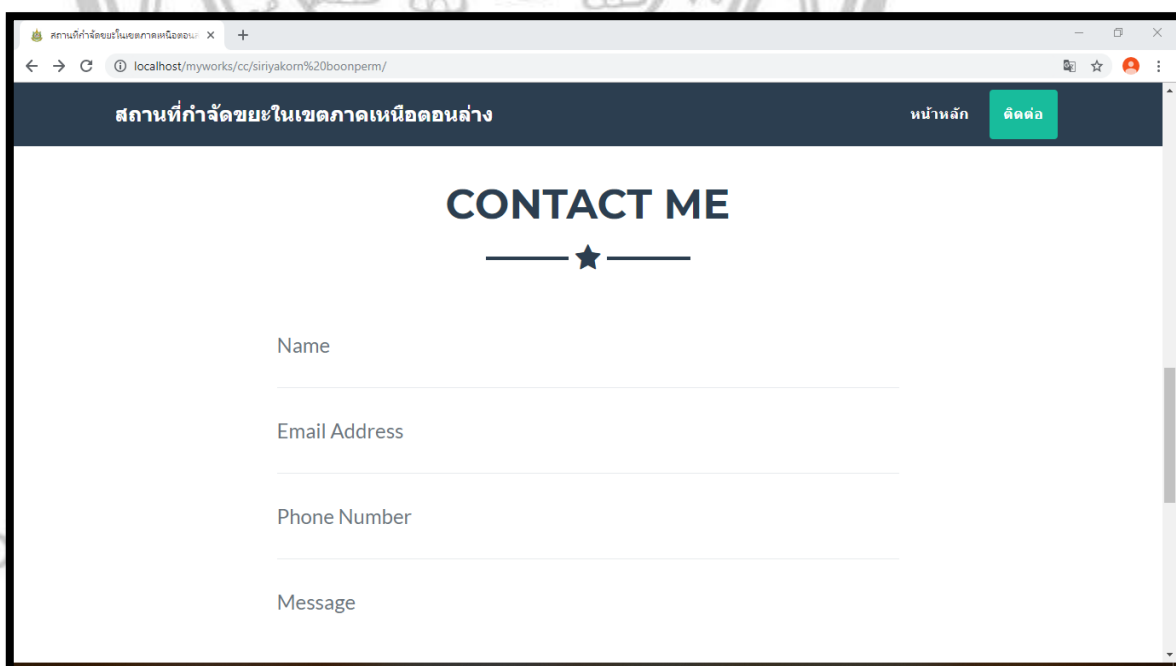 สถานที่กำจัดขยะในเขตภาคเหนือตอนล
localhost/myworks/cc/siriyakorn%20boonperm/
สถานที่กำจัดขยะในเขตภาคเหนือตอนล่าง หน้าหลัก ติดต่อ
CONTACT ME
Name
Email Address
Phone Number
Message